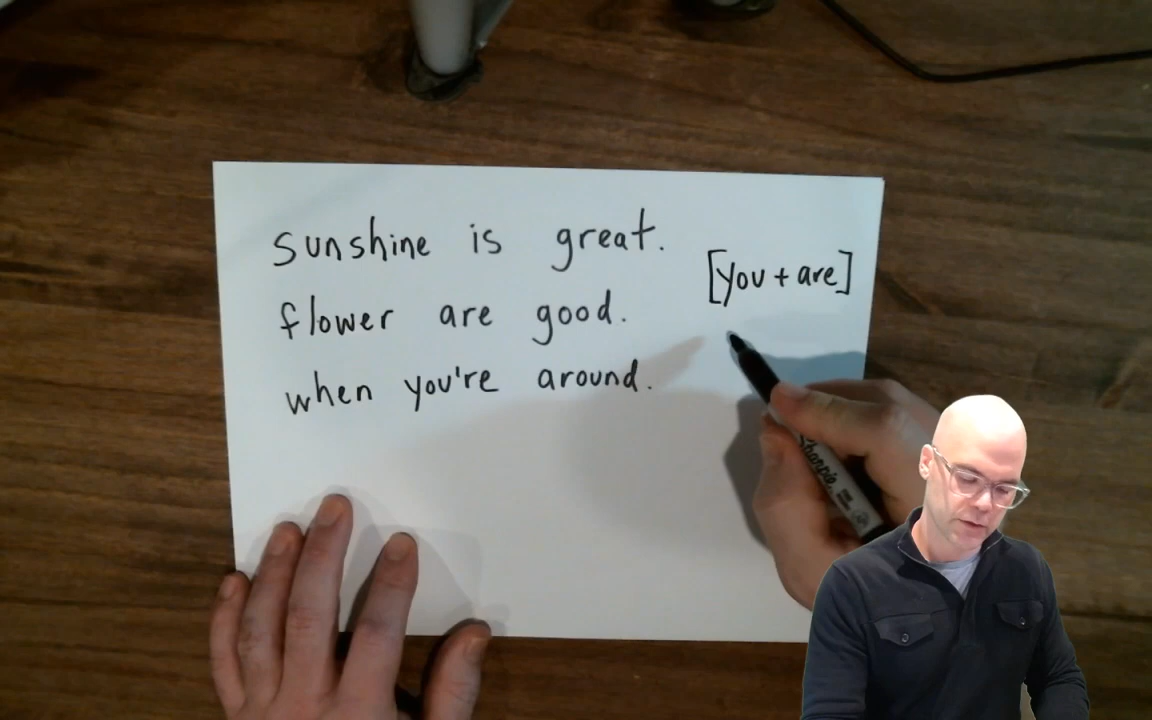 sunshine is great.
[you + are]
flower are good.
when you're around.
Sharpie